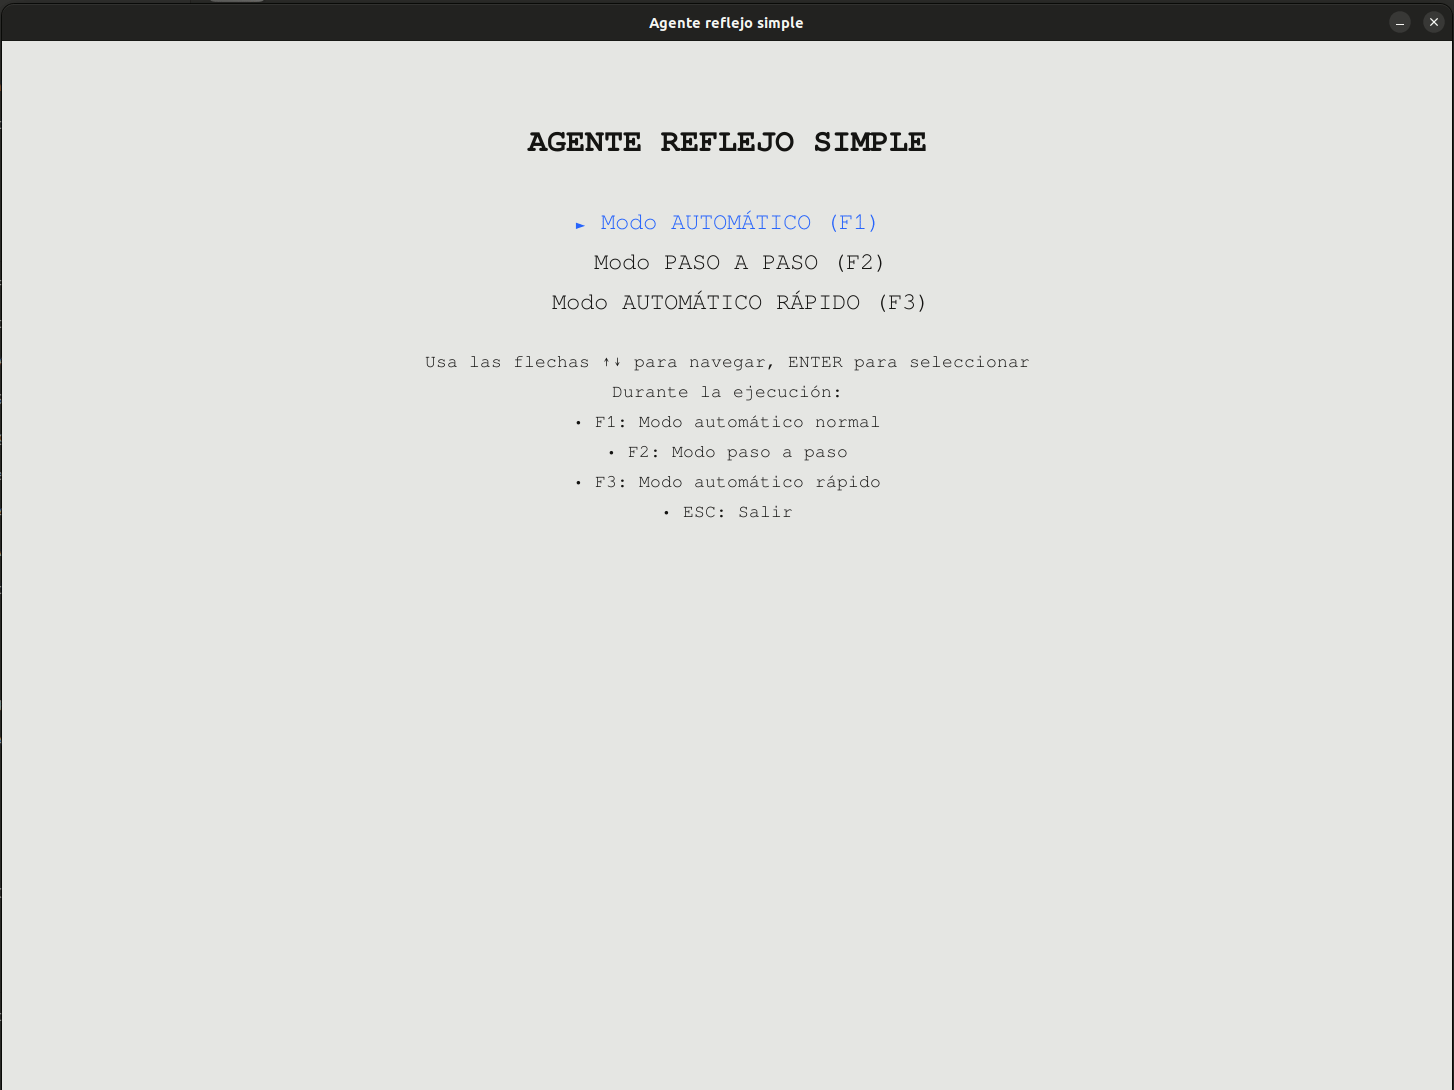 Agente reflejo simple
AGENTE REFLEJO SIMPLE
► Modo AUTOMÁTICO (F1)
Modo PASO A PASO (F2)
Modo AUTOMÁTICO RÁPIDO (F3)
Usa las flechas ↑↓ para navegar, ENTER para seleccionar
Durante la ejecución:
• F1: Modo automático normal
• F2: Modo paso a paso
• F3: Modo automático rápido
• ESC: Salir